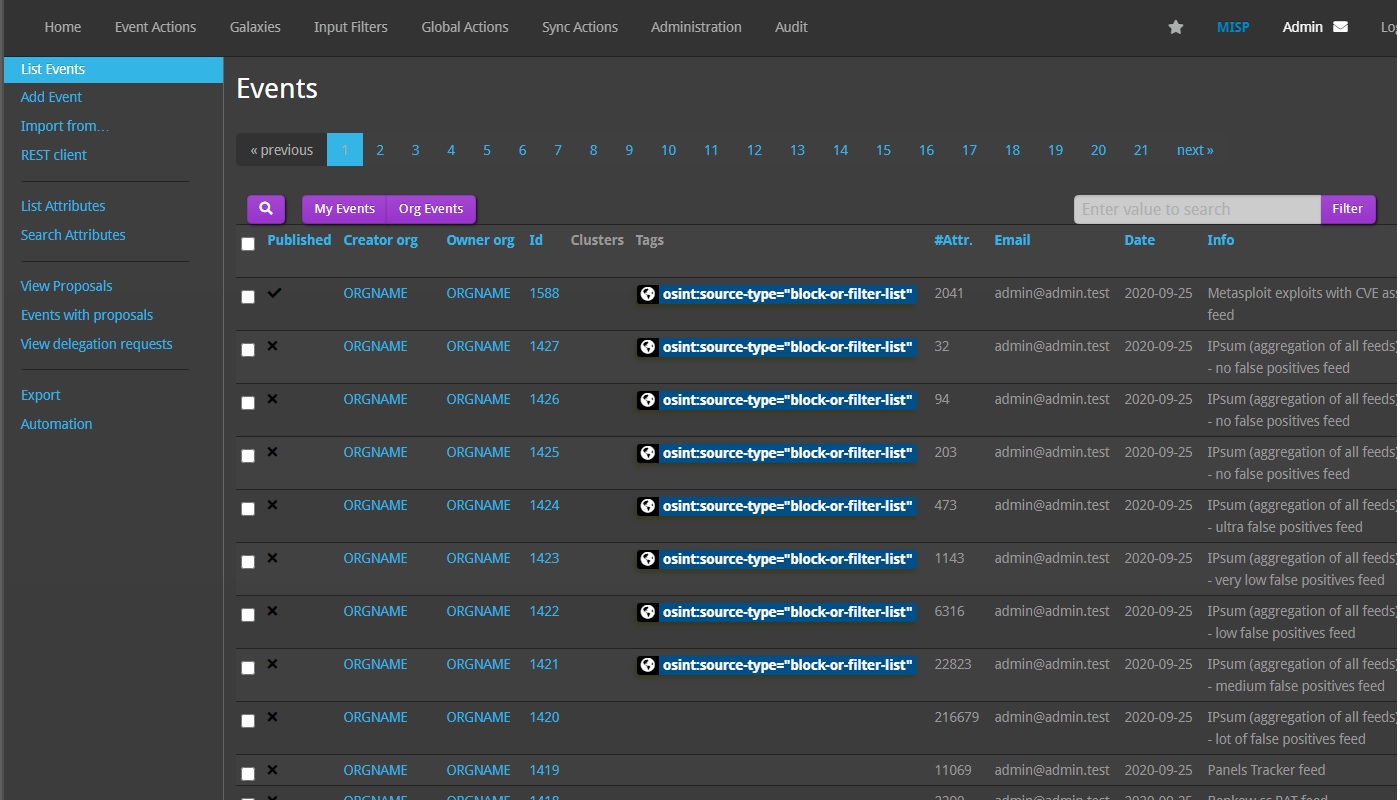 Home Event Actions Galaxies Input Filters Global Actions Sync Actions Administration Audit MISP Admin
List Events
Add Event
Import from...
REST client
List Attributes
Search Attributes
View Proposals
Events with proposals
View delegation requests
Export
Automation
Events
« previous 1 2 3 4 5 6 7 8 9 10 11 12 13 14 15 16 17 18 19 20 21 next »
My Events Org Events Enter value to search Filter
Published Creator org Owner org Id Clusters Tags #Attr. Email Date Info
ORGNAME ORGNAME 1588 osint:source-type="block-or-filter-list" 2041 admin@admin.test 2020-09-25 Metasploit exploits with CVE
feed
ORGNAME ORGNAME 1427 osint:source-type="block-or-filter-list" 32 admin@admin.test 2020-09-25 IPsum (aggregation of all feeds)
- no false positives feed
ORGNAME ORGNAME 1426 osint:source-type="block-or-filter-list" 94 admin@admin.test 2020-09-25 IPsum (aggregation of all feeds)
- no false positives feed
ORGNAME ORGNAME 1425 osint:source-type="block-or-filter-list" 203 admin@admin.test 2020-09-25 IPsum (aggregation of all feeds)
- no false positives feed
ORGNAME ORGNAME 1424 osint:source-type="block-or-filter-list" 473 admin@admin.test 2020-09-25 IPsum (aggregation of all feeds)
- ultra false positives feed
ORGNAME ORGNAME 1423 osint:source-type="block-or-filter-list" 1143 admin@admin.test 2020-09-25 IPsum (aggregation of all feeds)
- very low false positives feed
ORGNAME ORGNAME 1422 osint:source-type="block-or-filter-list" 6316 admin@admin.test 2020-09-25 IPsum (aggregation of all feeds)
- low false positives feed
ORGNAME ORGNAME 1421 osint:source-type="block-or-filter-list" 22823 admin@admin.test 2020-09-25 IPsum (aggregation of all feeds)
- medium false positives feed
ORGNAME ORGNAME 1420 216679 admin@admin.test 2020-09-25 IPsum (aggregation of all feeds)
- lot of false positives feed
ORGNAME ORGNAME 1419 11069 admin@admin.test 2020-09-25 Panels Tracker feed